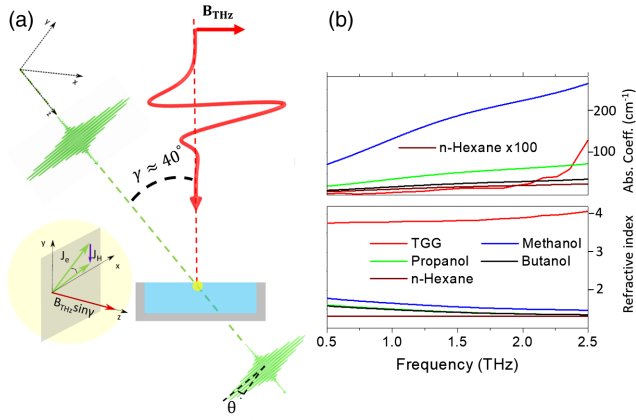 (a)
B_THz
y
x
z
γ ≈ 40°
y
J_e
J_H
x
B_THz sinγ
z
θ
(b)
n-Hexane x100
200
100
Abs. Coeff. (cm⁻¹)
TGG
Methanol
Propanol
Butanol
n-Hexane
4
3
2
Refractive index
0.5 1.0 1.5 2.0 2.5
Frequency (THz)